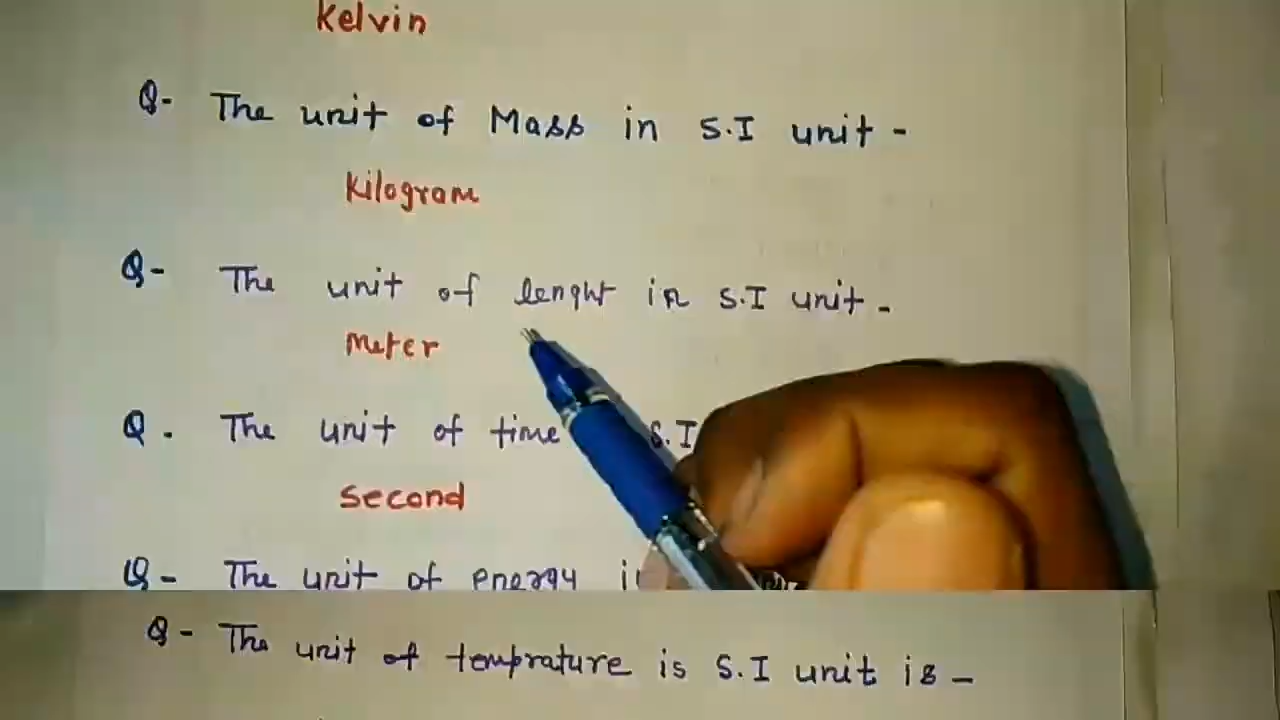 Kelvin
Q- The unit of Mass in S.I unit -
Kilogram
Q- The unit of lenght in S.I unit -
Meter
Q. The unit of time S.I
Second
Q- The unit of energy
Q- The unit of temprature is S.I unit is -